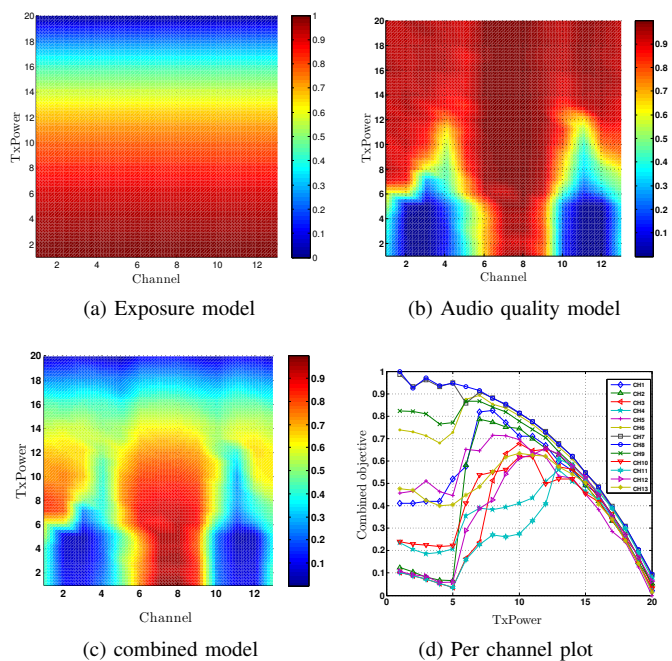 20
18
16
14
12
10
8
6
4
2
TxPower
2 4 6 8 10 12
Channel
1
0.9
0.8
0.7
0.6
0.5
0.4
0.3
0.2
0.1
0
(a) Exposure model
20
18
16
14
12
10
8
6
4
2
TxPower
2 4 6 8 10 12
Channel
0.9
0.8
0.7
0.6
0.5
0.4
0.3
0.2
0.1
(b) Audio quality model
20
18
16
14
12
10
8
6
4
2
TxPower
2 4 6 8 10 12
Channel
0.9
0.8
0.7
0.6
0.5
0.4
0.3
0.2
0.1
(c) combined model
1
0.9
0.8
0.7
0.6
0.5
0.4
0.3
0.2
0.1
0
Combined objective
0 5 10 15 20
TxPower
CH1
CH2
CH3
CH4
CH5
CH6
CH7
CH8
CH9
CH10
CH11
CH12
CH13
(d) Per channel plot